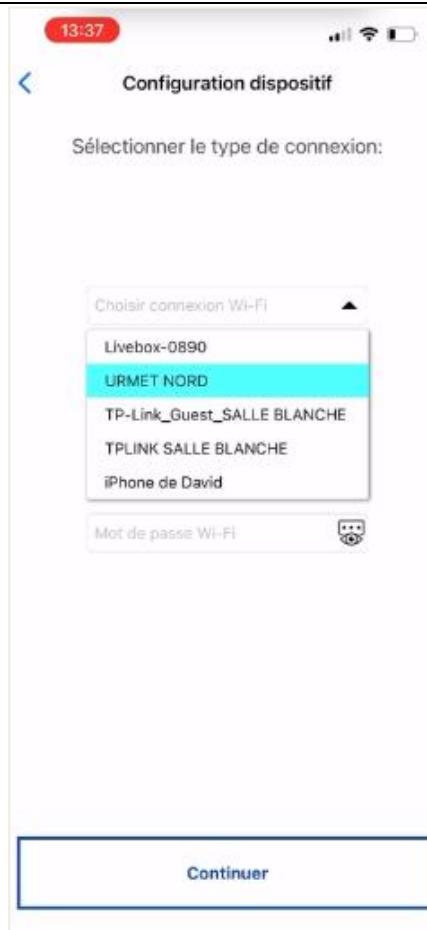 13:37
Configuration dispositif
Sélectionner le type de connexion:
Choisir connexion Wi-Fi
Livebox-0890
URMET NORD
TP-Link_Guest_SALLE BLANCHE
TPLINK SALLE BLANCHE
iPhone de David
Mot de passe Wi-Fi
Continuer